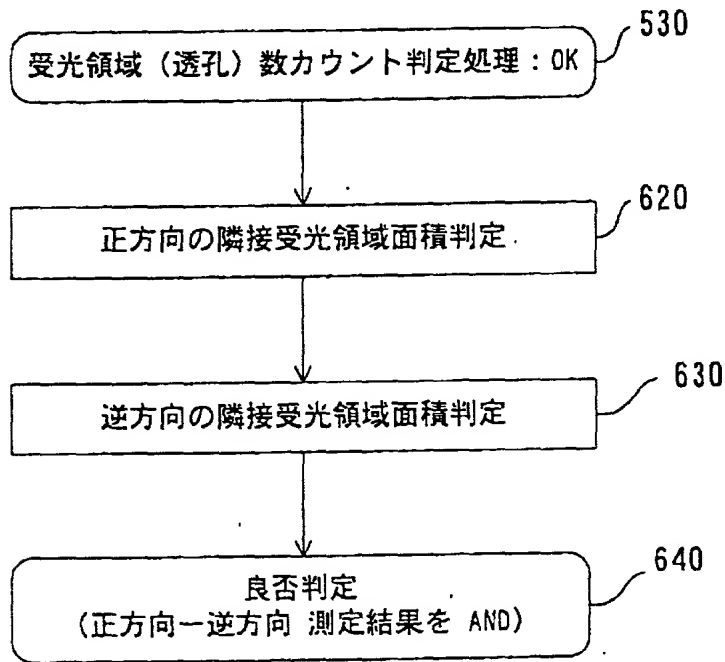 530
受光領域（透孔）数カウント判定処理：OK
620
正方向の隣接受光領域面積判定
630
逆方向の隣接受光領域面積判定
640
良否判定
(正方向ー逆方向 測定結果を AND)